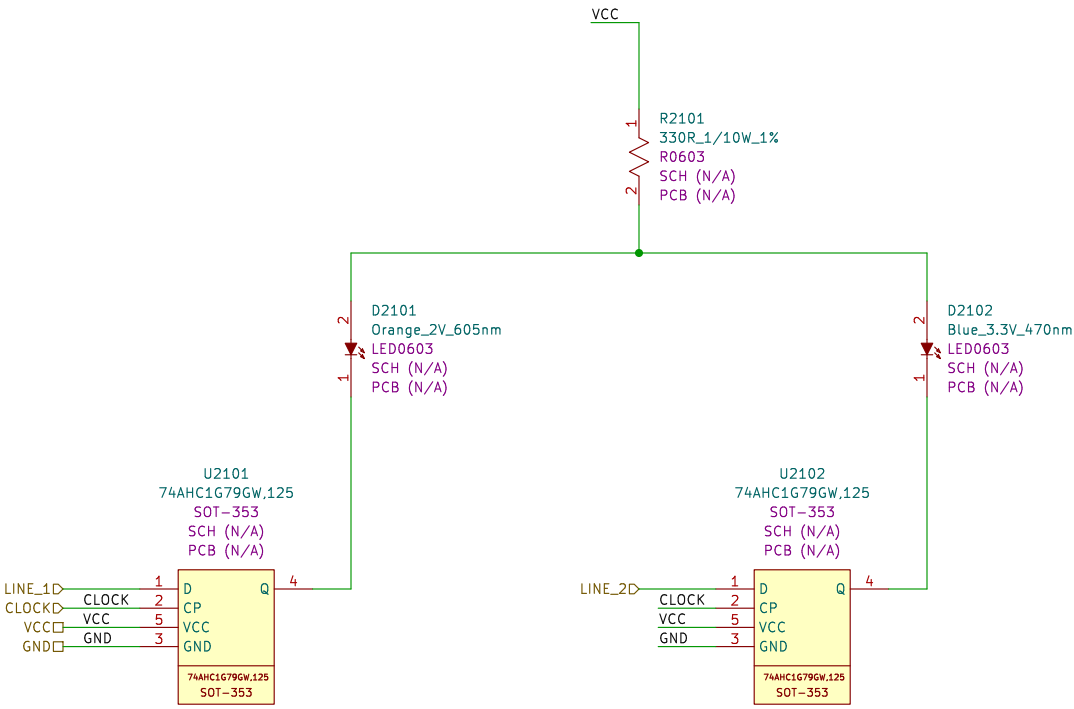 VCC
1
R2101
330R_1/10W_1%
R0603
SCH (N/A)
PCB (N/A)
2
2
D2101
Orange_2V_605nm
LED0603
SCH (N/A)
PCB (N/A)
1
2
D2102
Blue_3.3V_470nm
LED0603
SCH (N/A)
PCB (N/A)
1
U2101
74AHC1G79GW,125
SOT-353
SCH (N/A)
PCB (N/A)
LINE_1 1 D Q 4
CLOCK CLOCK 2 CP
VCC VCC 5 VCC
GND GND 3 GND
74AHC1G79GW,125
SOT-353
U2102
74AHC1G79GW,125
SOT-353
SCH (N/A)
PCB (N/A)
LINE_2 1 D Q 4
CLOCK 2 CP
VCC 5 VCC
GND 3 GND
74AHC1G79GW,125
SOT-353